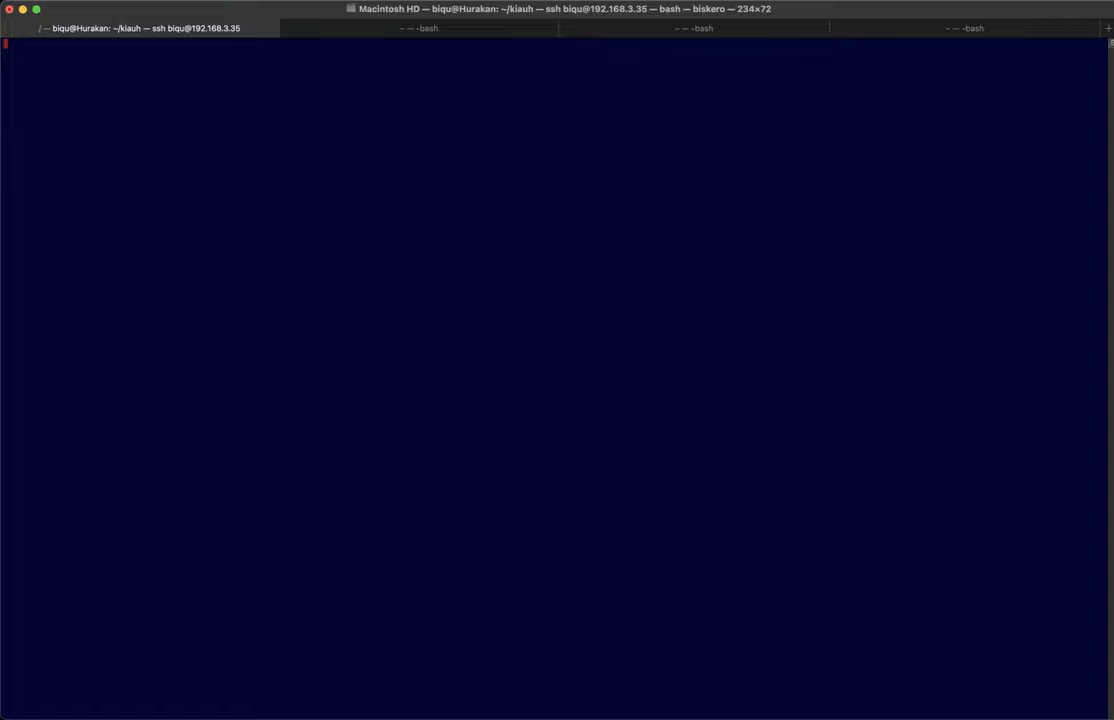 Macintosh HD — biqu@Hurakan: ~/kiauh — ssh biqu@192.168.3.35 — bash — biskero — 234×72
/ — biqu@Hurakan: ~/kiauh — ssh biqu@192.168.3.35
~ — -bash
~ — -bash
~ — -bash
+